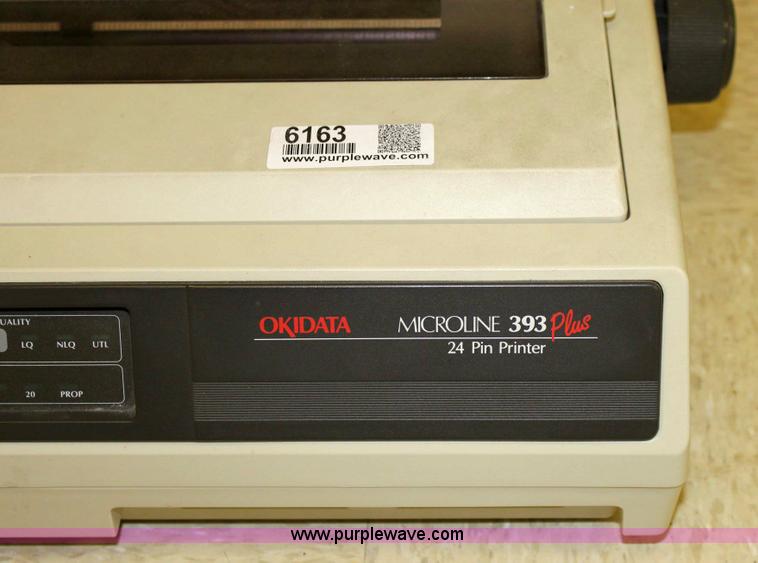 6163
www.purplewave.com
OKIDATA MICROLINE 393 Plus
24 Pin Printer
UALITY
LQ NLQ UTL
20 PROP
www.purplewave.com